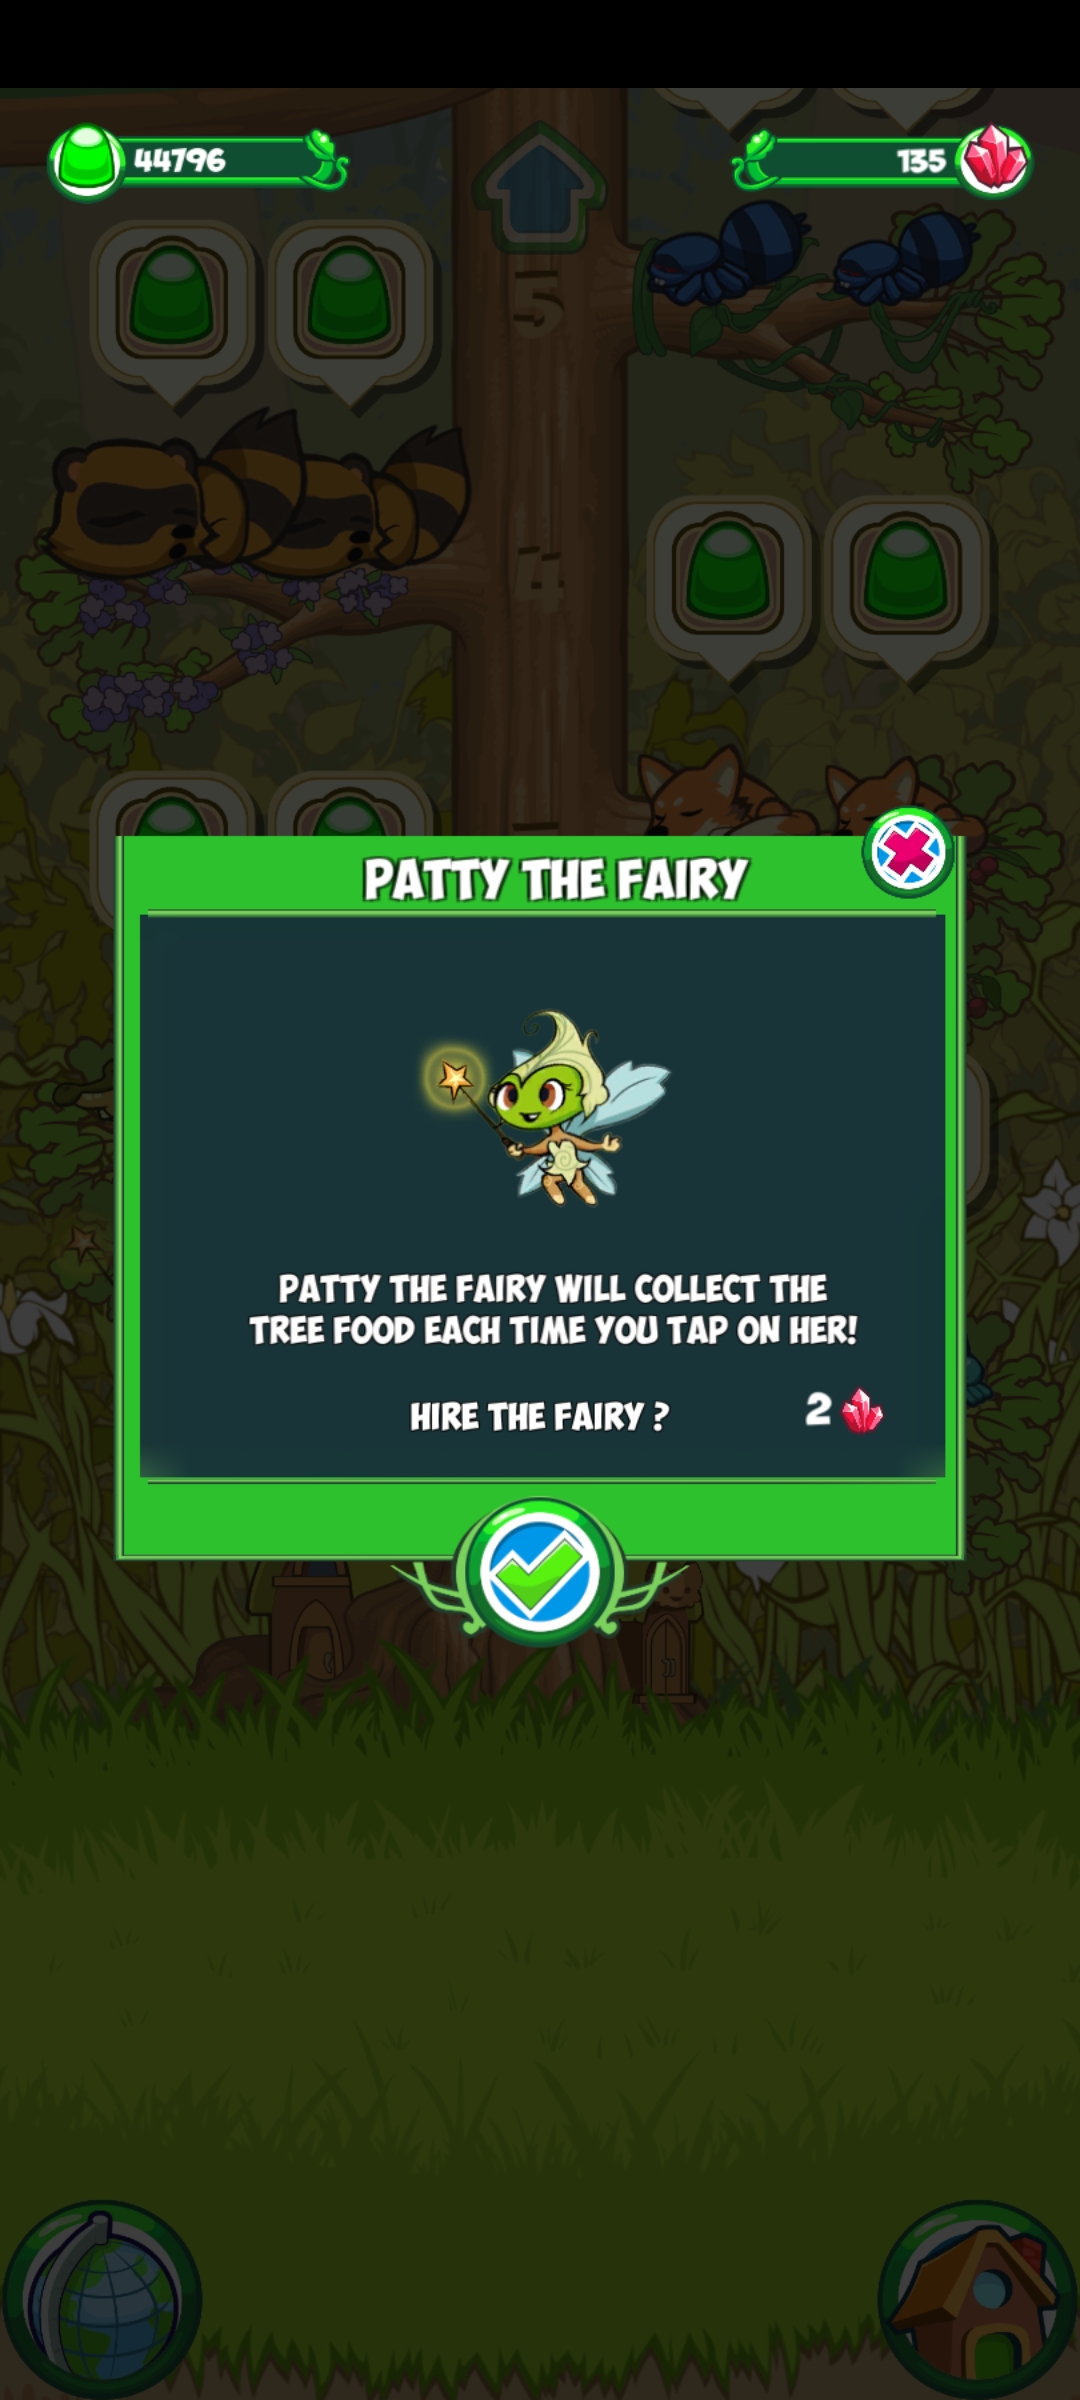 44796
135
5
4
PATTY THE FAIRY
PATTY THE FAIRY WILL COLLECT THE
TREE FOOD EACH TIME YOU TAP ON HER!
HIRE THE FAIRY ?
2